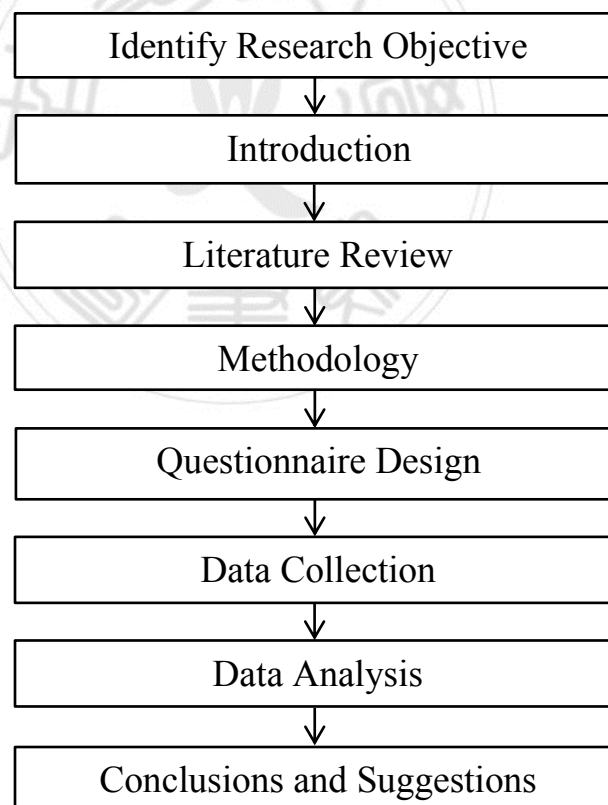 Identify Research Objective
Introduction
Literature Review
Methodology
Questionnaire Design
Data Collection
Data Analysis
Conclusions and Suggestions